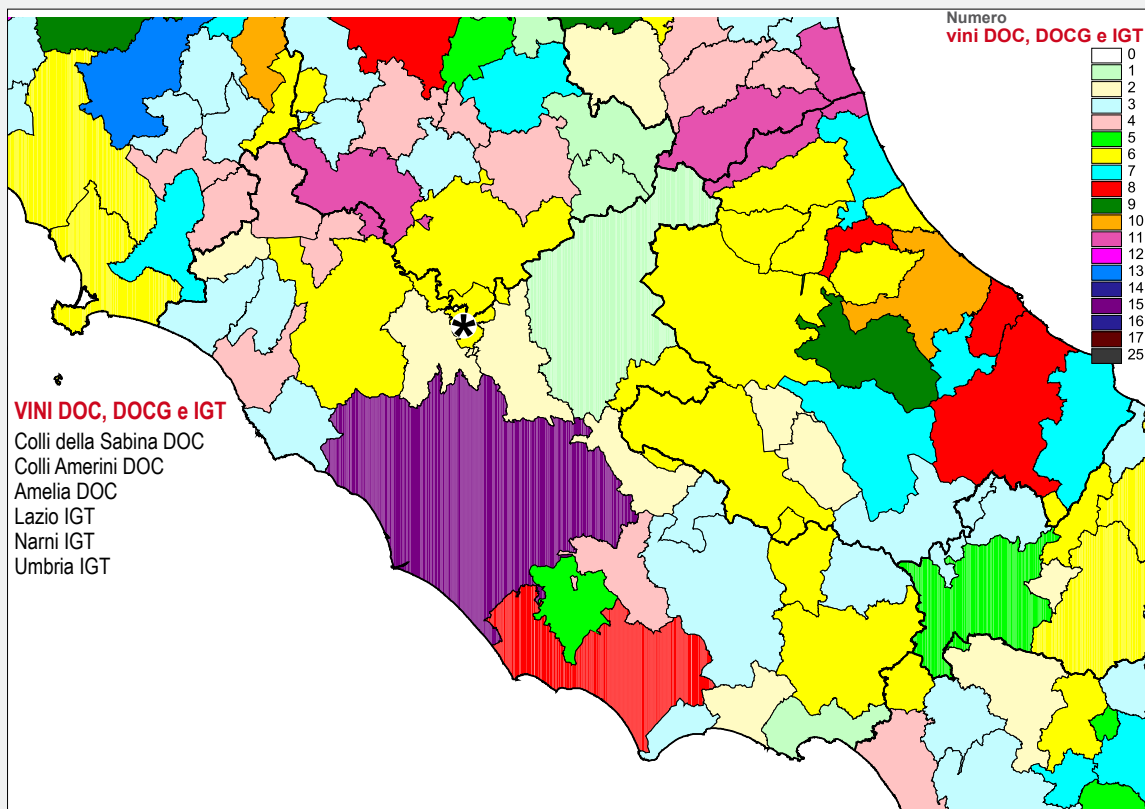 Numero
vini DOC, DOCG e IGT
0
1
2
3
4
5
6
7
8
9
10
11
12
13
14
15
16
17
25
*
VINI DOC, DOCG e IGT
Colli della Sabina DOC
Colli Amerini DOC
Amelia DOC
Lazio IGT
Narni IGT
Umbria IGT